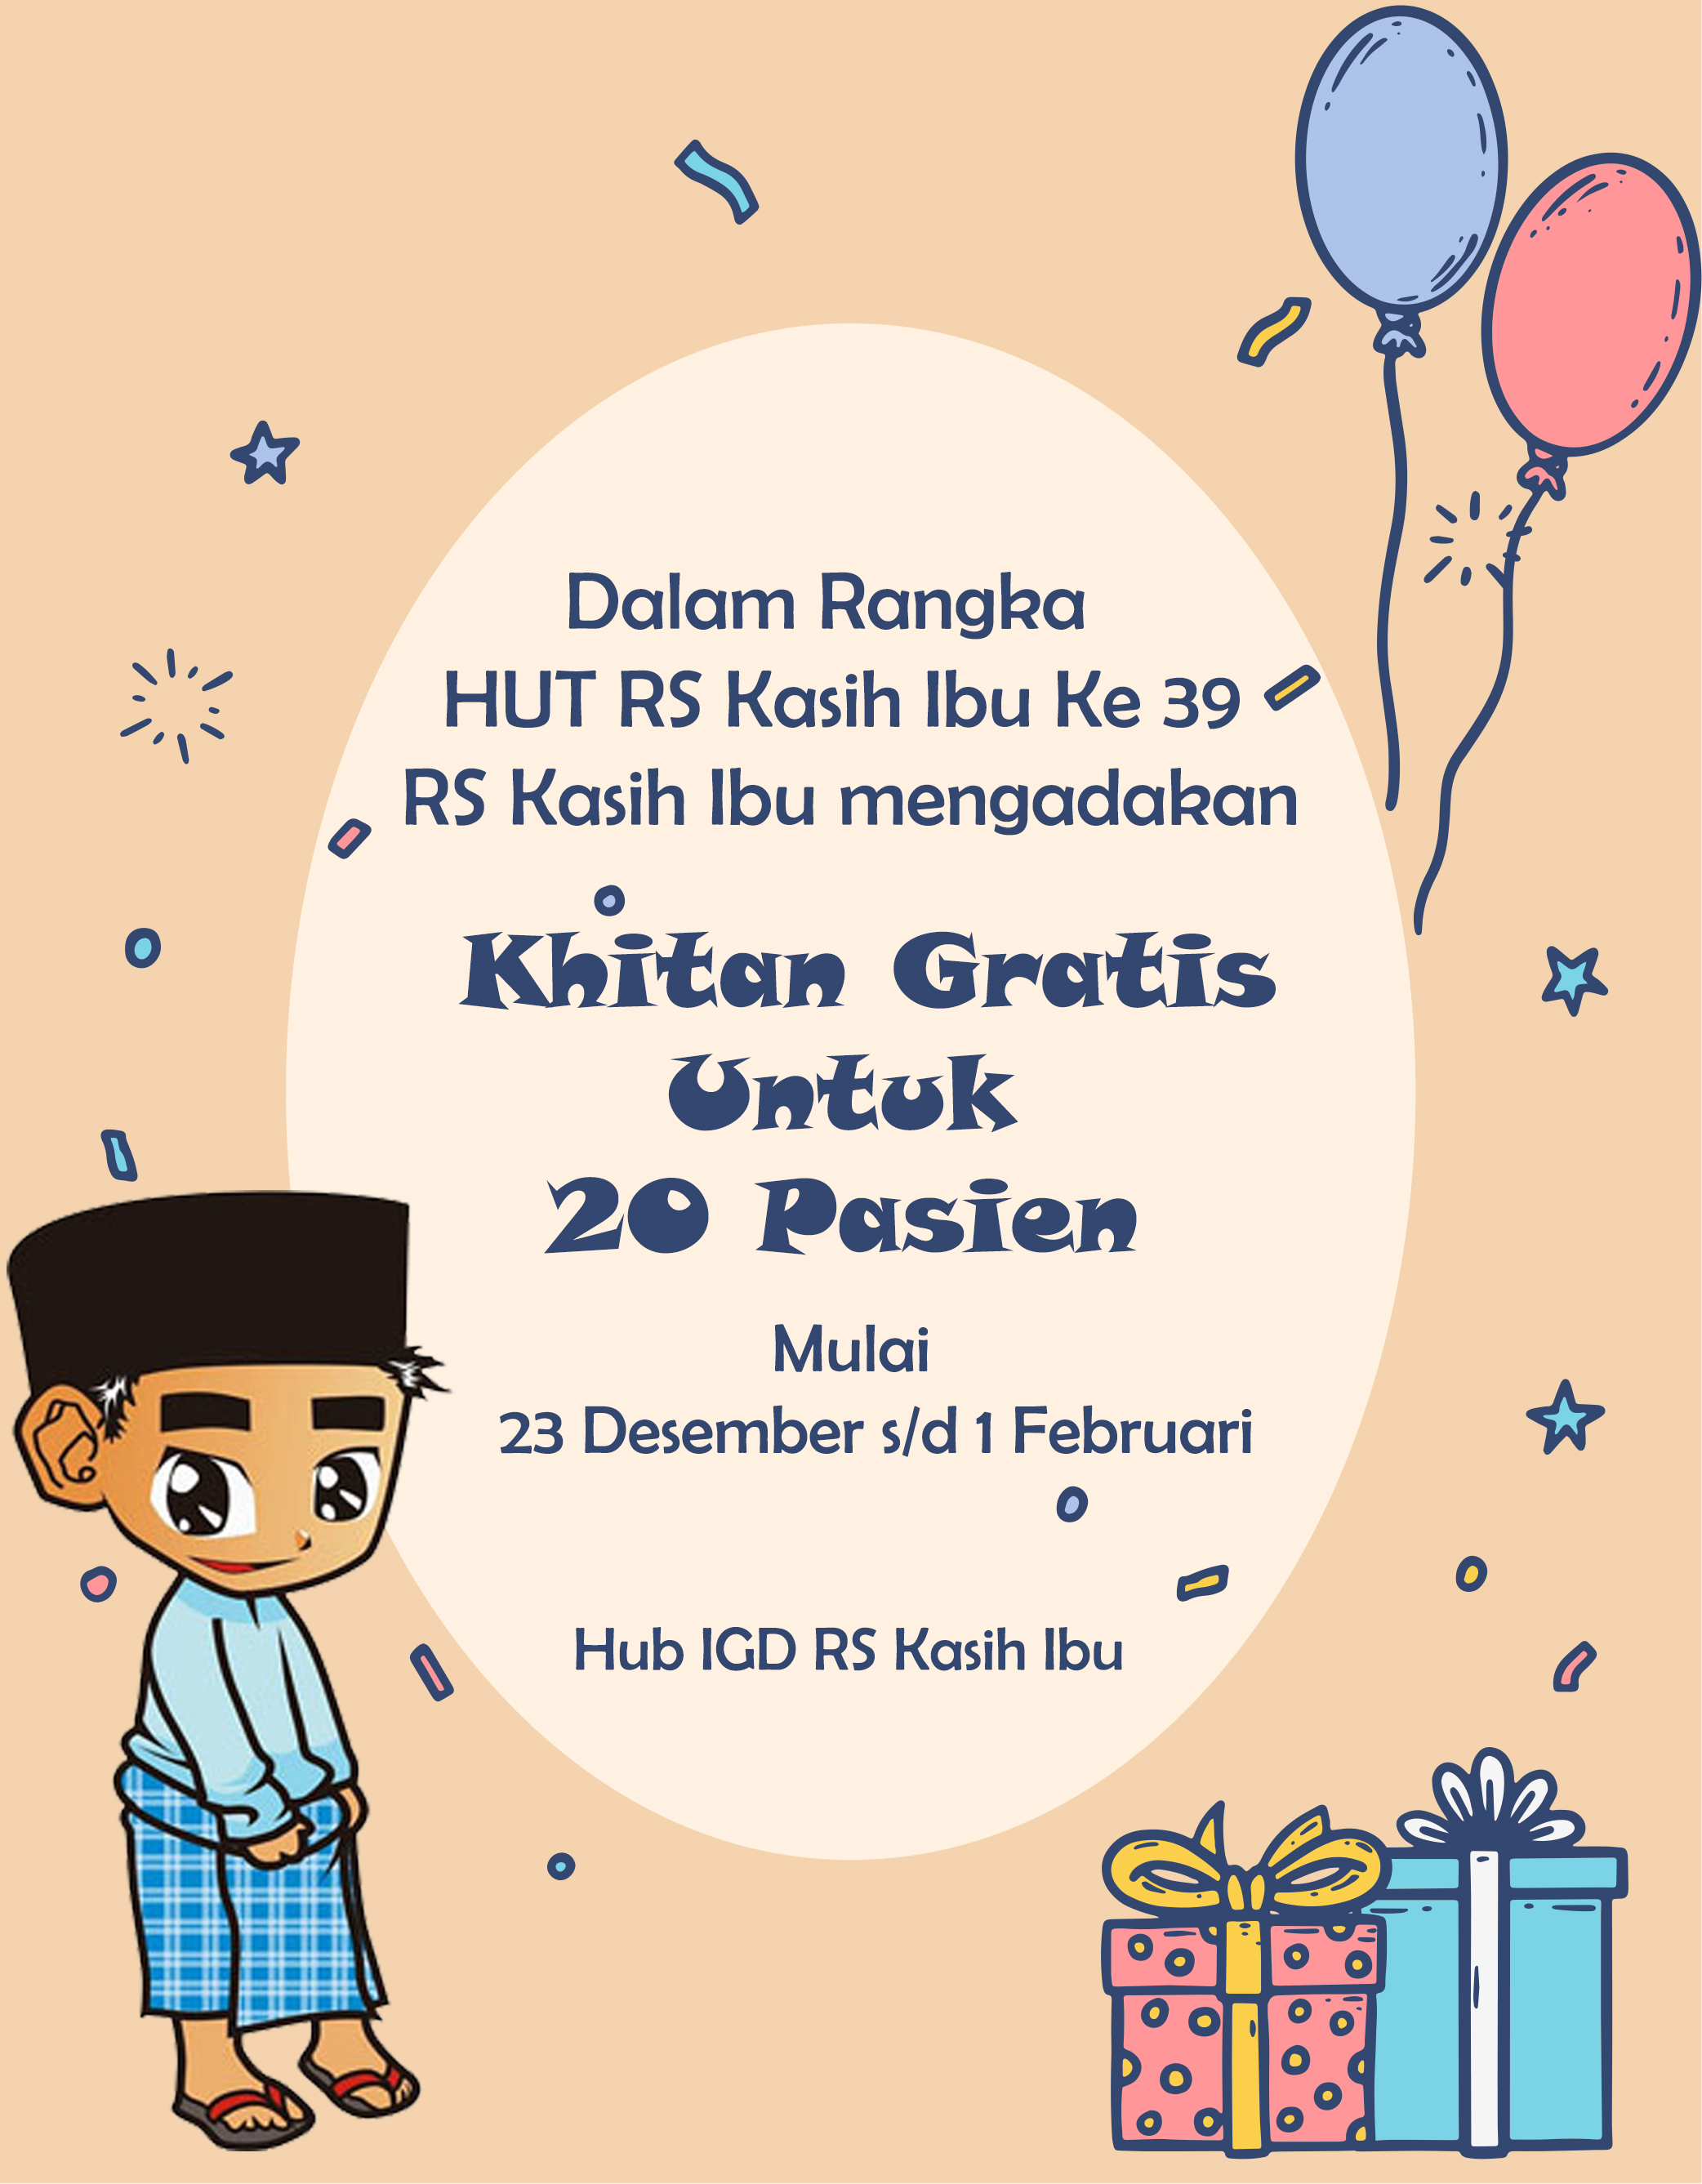 Dalam Rangka
HUT RS Kasih Ibu Ke 39
RS Kasih Ibu mengadakan
Khitan Gratis
Untuk
20 Pasien
Mulai
23 Desember s/d 1 Februari
Hub IGD RS Kasih Ibu